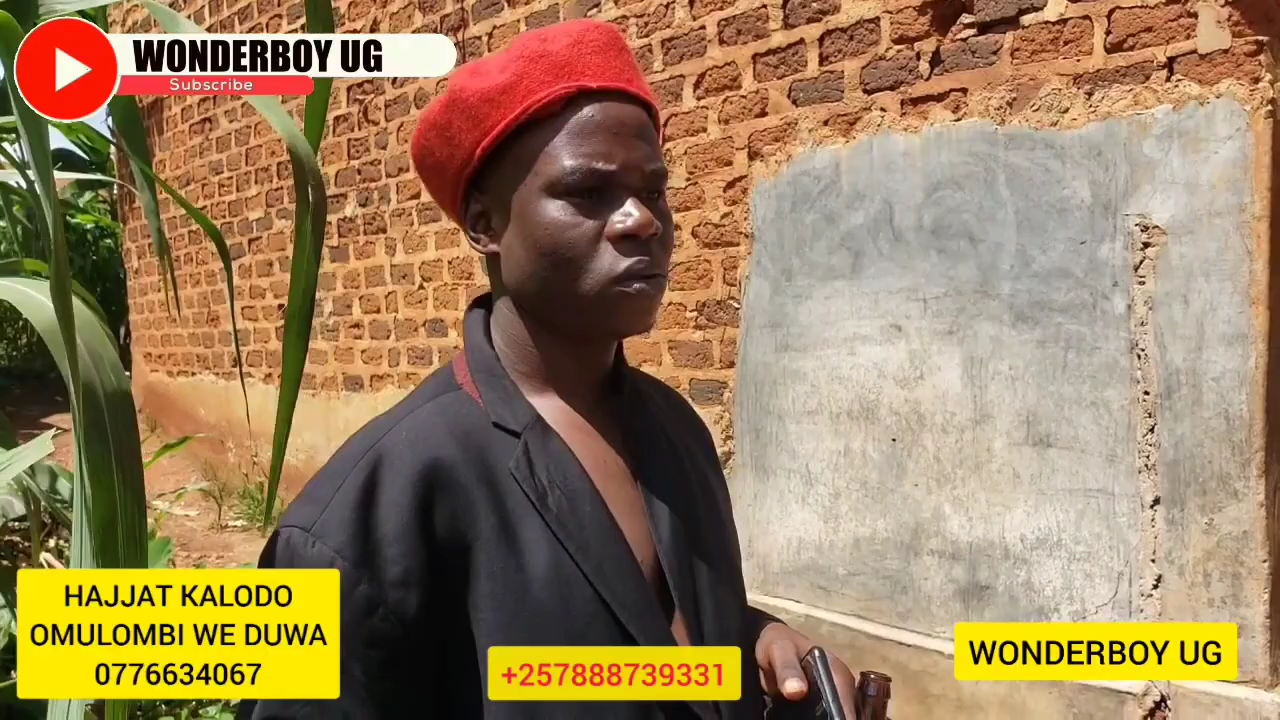 WONDERBOY UG
Subscribe
HAJJAT KALODO
OMULOMBI WE DUWA
0776634067
+257888739331
WONDERBOY UG